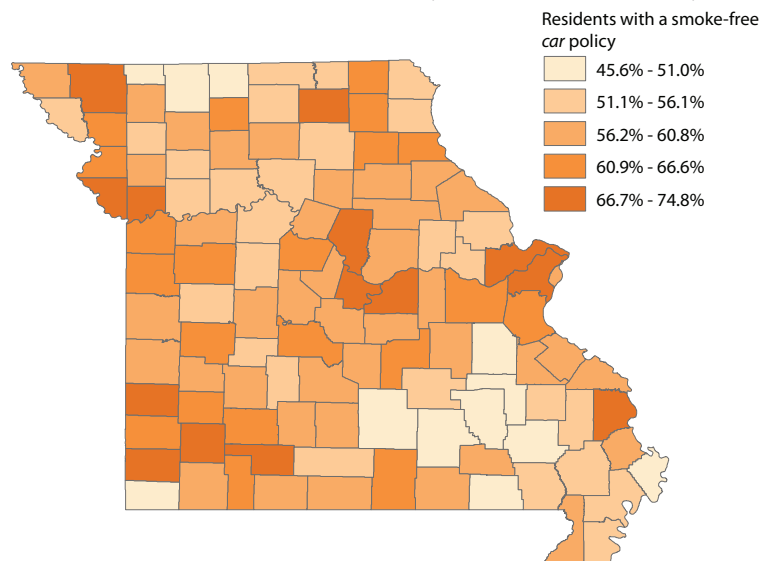 Residents with a smoke-free
car policy
45.6% - 51.0%
51.1% - 56.1%
56.2% - 60.8%
60.9% - 66.6%
66.7% - 74.8%